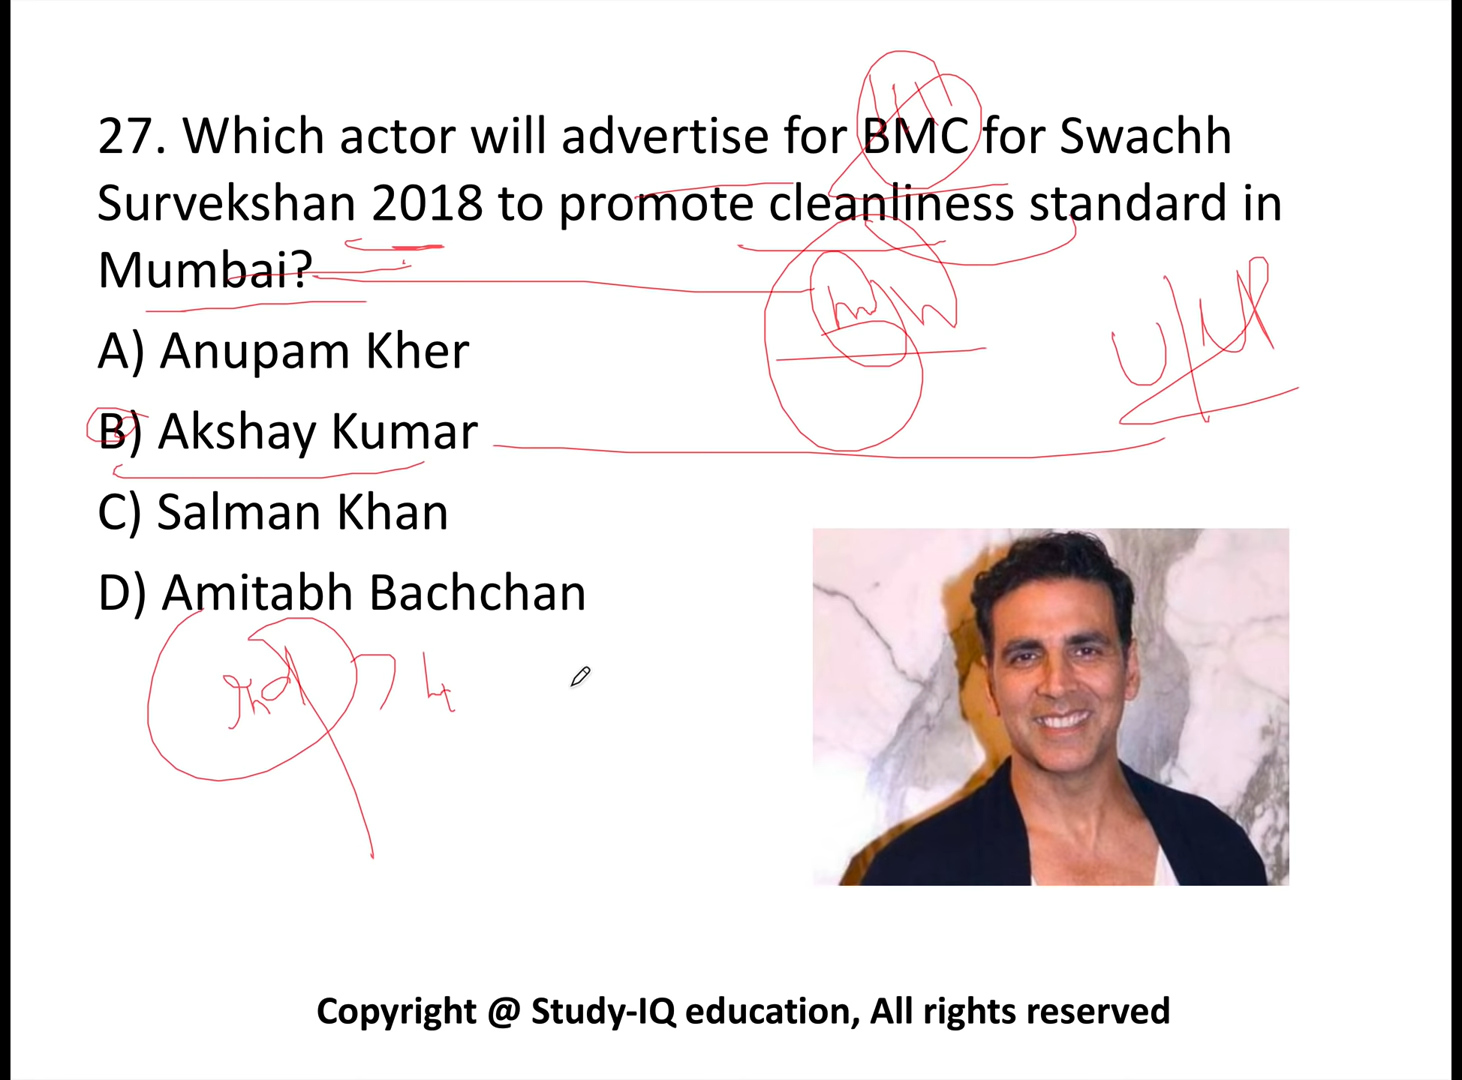 27. Which actor will advertise for BMC for Swachh
Survekshan 2018 to promote cleanliness standard in
Mumbai?
A) Anupam Kher
B) Akshay Kumar
C) Salman Khan
D) Amitabh Bachchan
Copyright @ Study-IQ education, All rights reserved